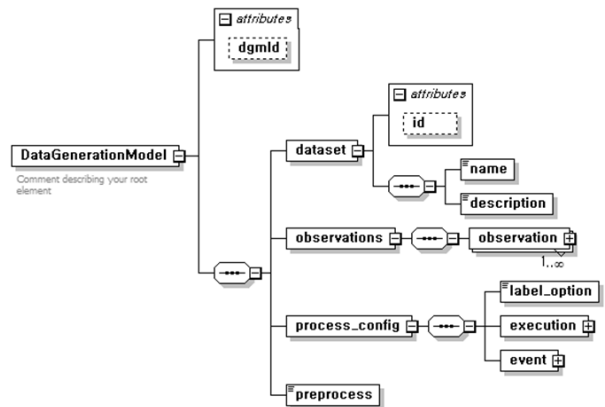 attributes
dgmId
attributes
id
DataGenerationModel
Comment describing your root
element
dataset
name
description
observations
observation
1..∞
label_option
process_config
execution
event
preprocess